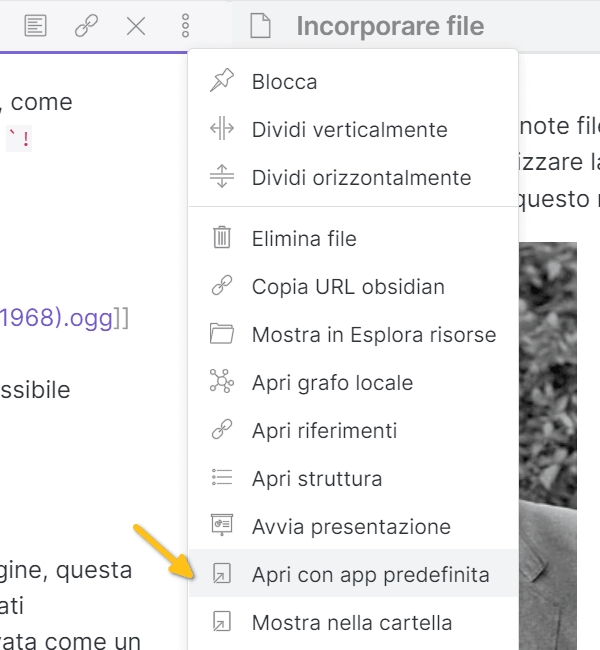 Incorporare file
, come
`!
1968).ogg]]
ssibile
gine, questa
ati
vata come un
Blocca
Dividi verticalmente
Dividi orizzontalmente
Elimina file
Copia URL obsidian
Mostra in Esplora risorse
Apri grafo locale
Apri riferimenti
Apri struttura
Avvia presentazione
Apri con app predefinita
Mostra nella cartella
note file
izzare la
questo